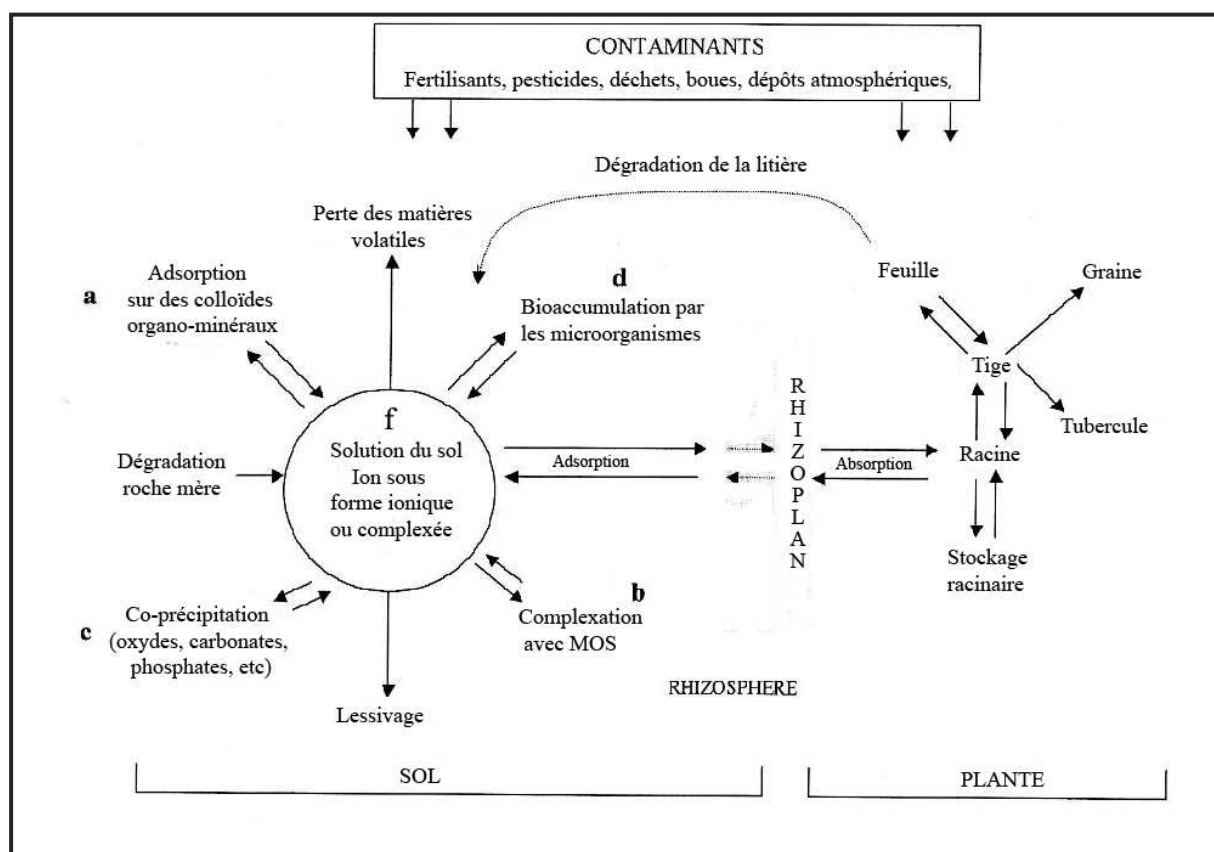 CONTAMINANTS
Fertilisants, pesticides, déchets, boues, dépôts atmosphériques,
Dégradation de la litière
Perte des matières
volatiles
a
Adsorption
sur des colloïdes
organo-minéraux
d
Bioaccumulation par
les microorganismes
Feuille
Graine
Tige
Tubercule
f
Solution du sol
Ion sous
forme ionique
ou complexée
Dégradation
roche mère
Adsorption
RHIZOPLAN
Absorption
Racine
Stockage
racinaire
c
Co-précipitation
(oxydes, carbonates,
phosphates, etc)
b
Complexation
avec MOS
RHIZOSPHERE
Lessivage
SOL
PLANTE